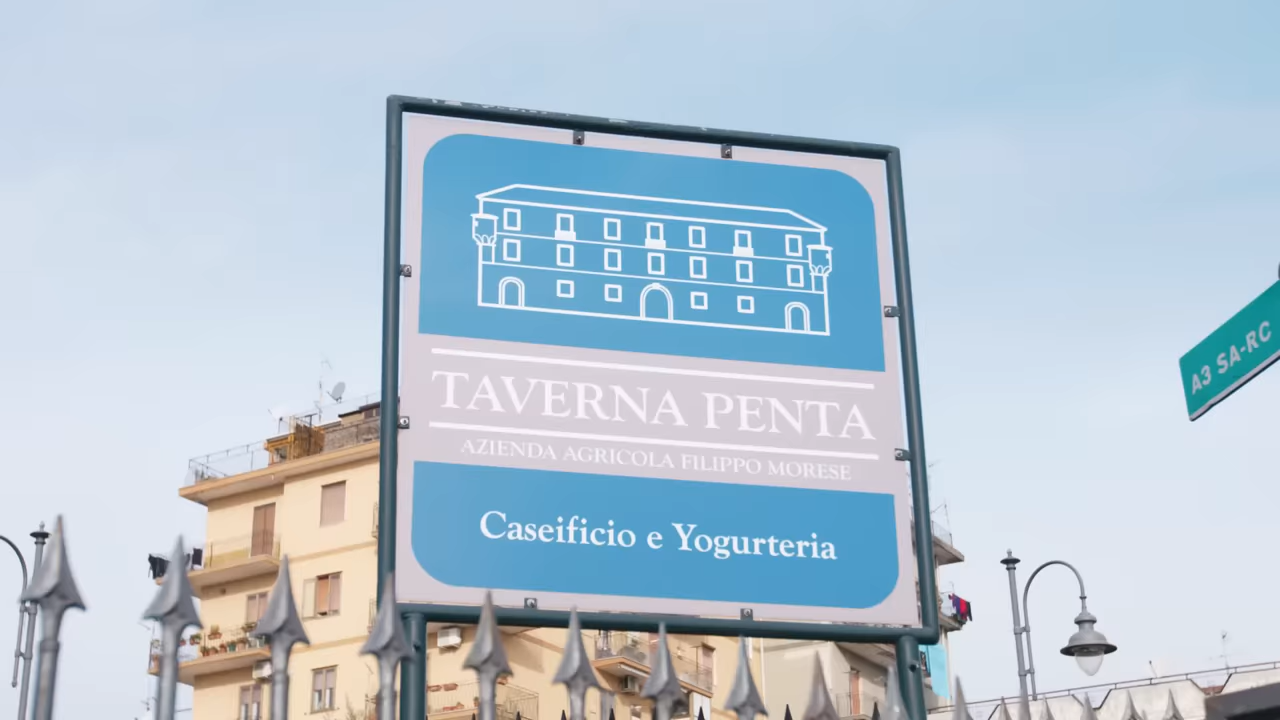 TAVERNA PENTA
AZIENDA AGRICOLA FILIPPO MORESE
Caseificio e Yogurteria
A3 SA-RC